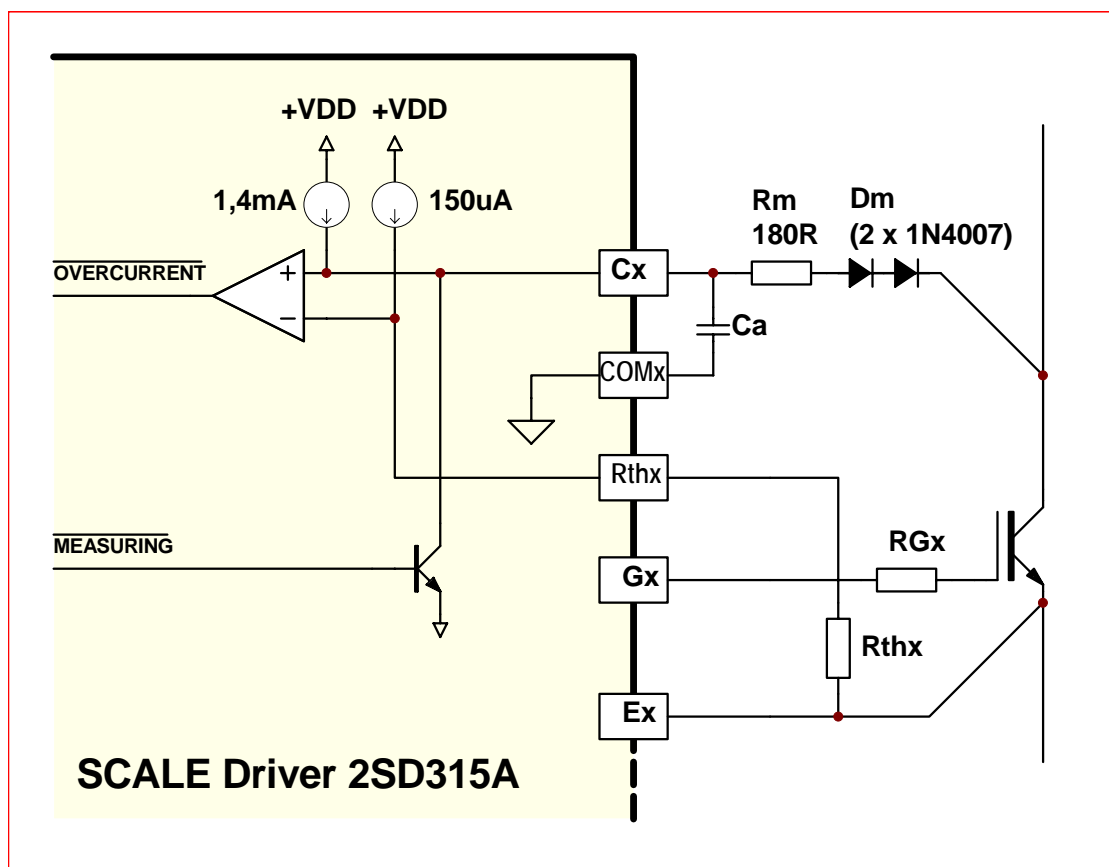 +VDD +VDD
1,4mA
150uA
Rm
180R
Dm
(2 x 1N4007)
OVERCURRENT
+
−
Cx
Ca
COMx
Rthx
MEASURING
Gx
RGx
Rthx
Ex
SCALE Driver 2SD315A